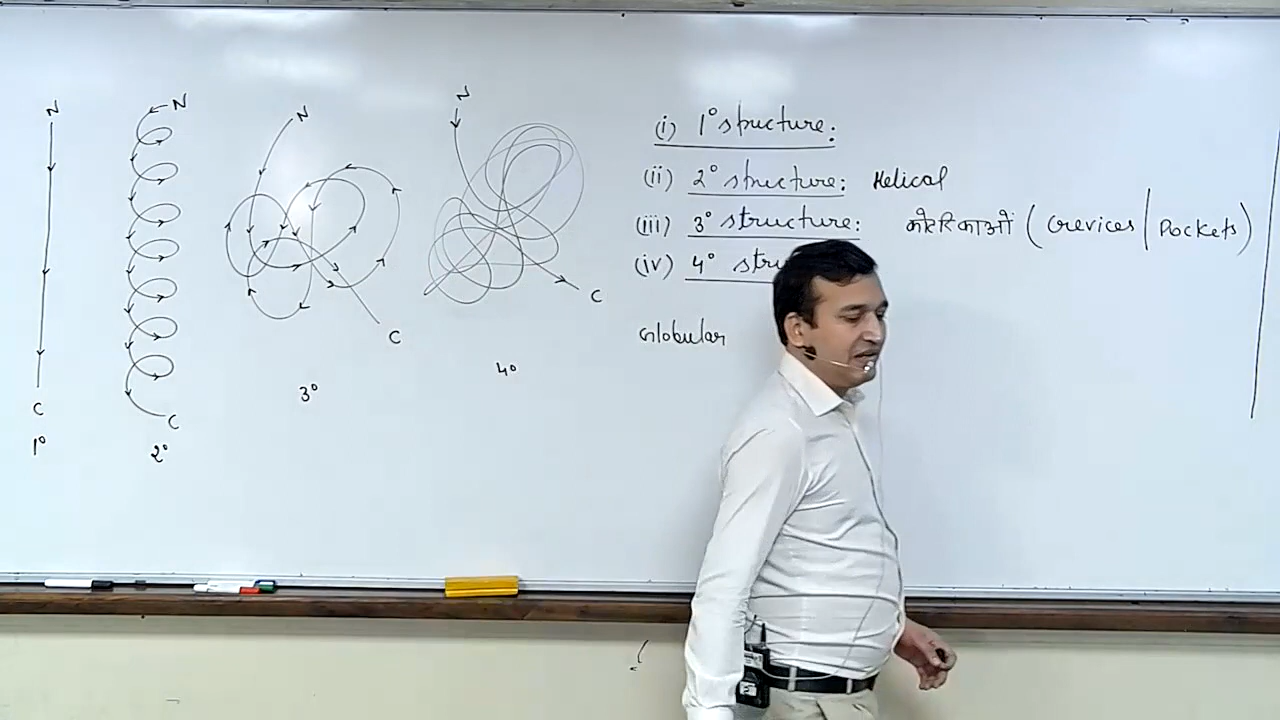 N
N
N
N
C
C
C
C
1°
2°
3°
4°
(i) 1° structure:
(ii) 2° structure: Helical
(iii) 3° structure: कोटरिकाओं (crevices | Pockets)
(iv) 4° stru
Globular